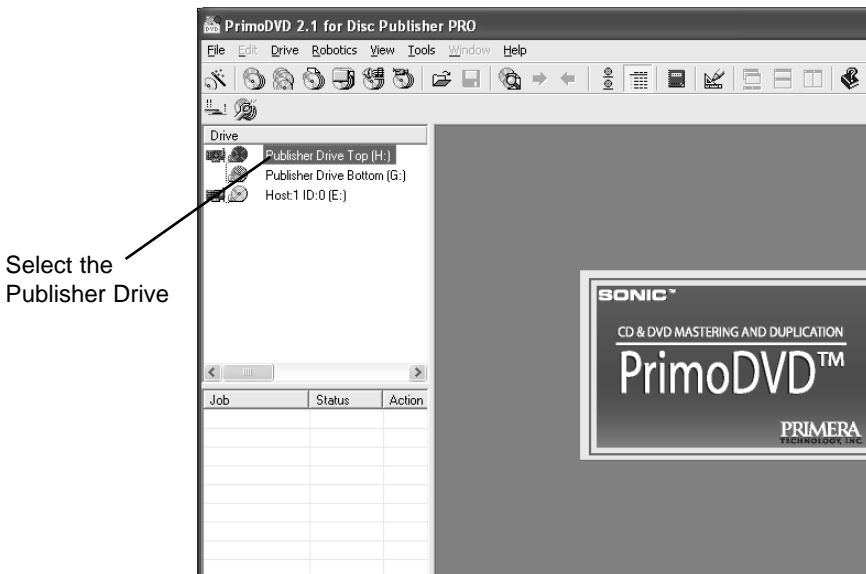 PrimoDVD 2.1 for Disc Publisher PRO
File Edit Drive Robotics View Tools Window Help
Drive
Publisher Drive Top (H:)
Publisher Drive Bottom (G:)
Host:1 ID:0 (E:)
Select the
Publisher Drive
Job Status Action
SONIC™
CD & DVD MASTERING AND DUPLICATION
PrimoDVD™
PRIMERA
TECHNOLOGY, INC.